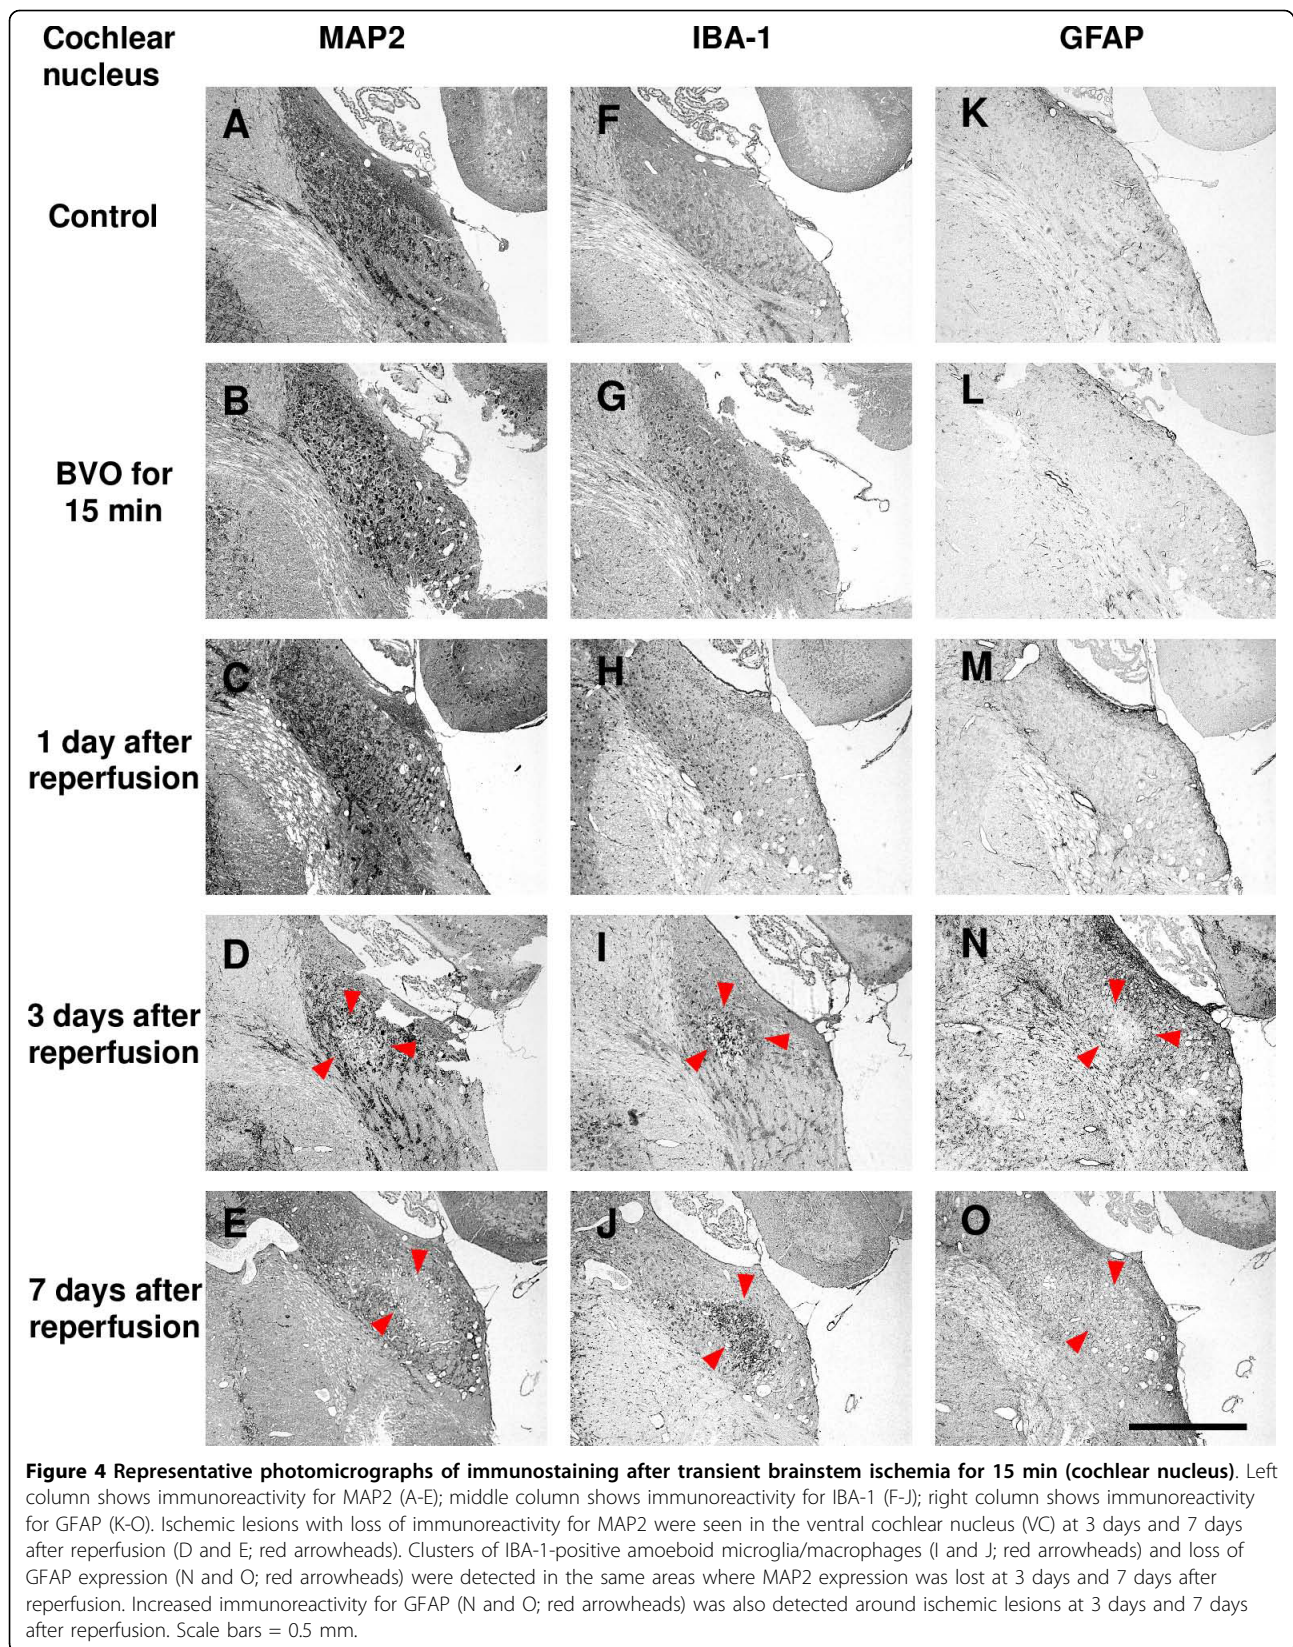 Cochlear nucleus
MAP2
IBA-1
GFAP
Control
A
F
K
BVO for
15 min
B
G
L
1 day after
reperfusion
C
H
M
3 days after
reperfusion
D
I
N
7 days after
reperfusion
E
J
O
Figure 4 Representative photomicrographs of immunostaining after transient brainstem ischemia for 15 min (cochlear nucleus). Left
column shows immunoreactivity for MAP2 (A-E); middle column shows immunoreactivity for IBA-1 (F-J); right column shows immunoreactivity
for GFAP (K-O). Ischemic lesions with loss of immunoreactivity for MAP2 were seen in the ventral cochlear nucleus (VC) at 3 days and 7 days
after reperfusion (D and E; red arrowheads). Clusters of IBA-1-positive amoeboid microglia/macrophages (I and J; red arrowheads) and loss of
GFAP expression (N and O; red arrowheads) were detected in the same areas where MAP2 expression was lost at 3 days and 7 days after
reperfusion. Increased immunoreactivity for GFAP (N and O; red arrowheads) was also detected around ischemic lesions at 3 days and 7 days
after reperfusion. Scale bars = 0.5 mm.